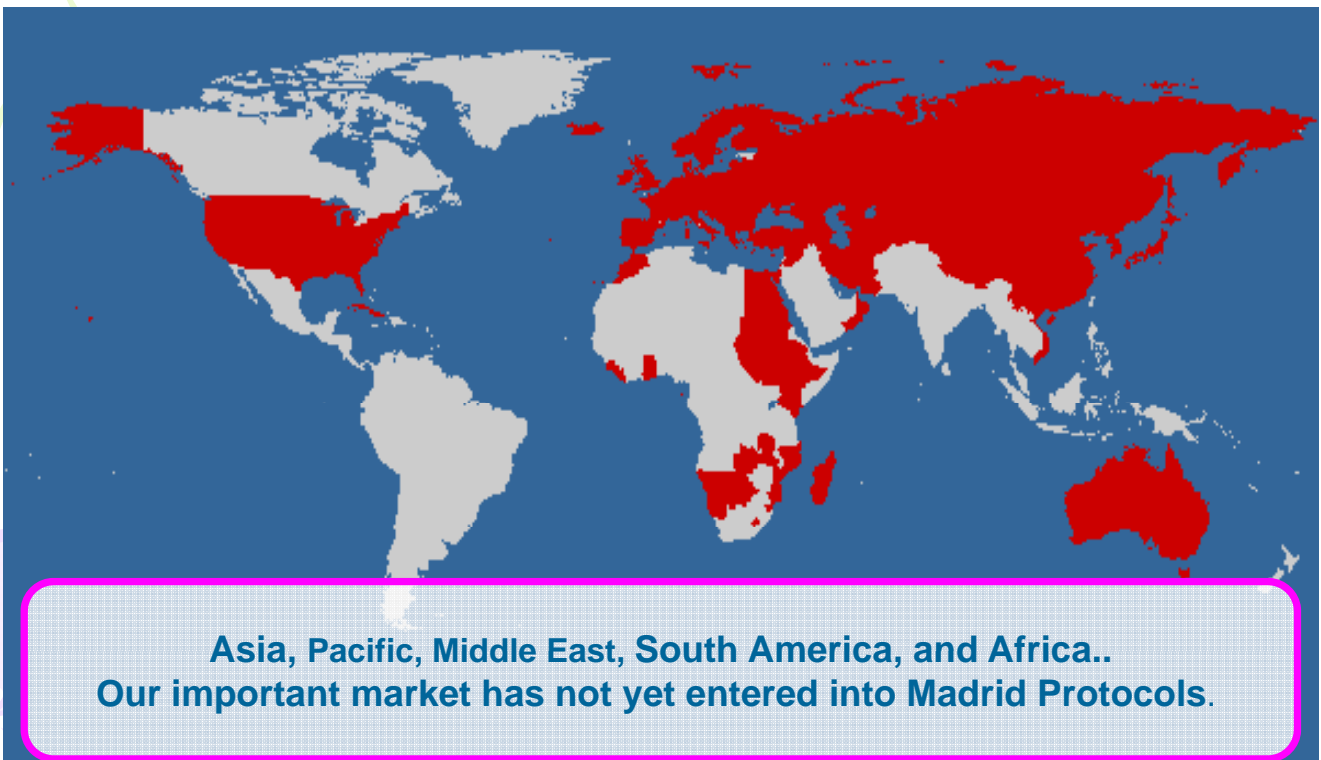 Asia, Pacific, Middle East, South America, and Africa..
Our important market has not yet entered into Madrid Protocols.